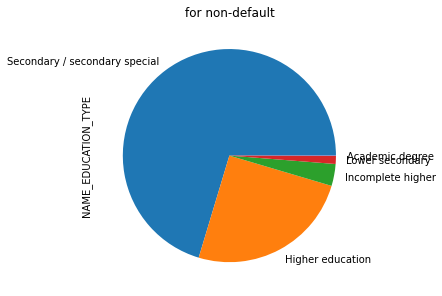 for non-default
Secondary / secondary special
NAME_EDUCATION_TYPE
Academic degree
Lower secondary
Incomplete higher
Higher education